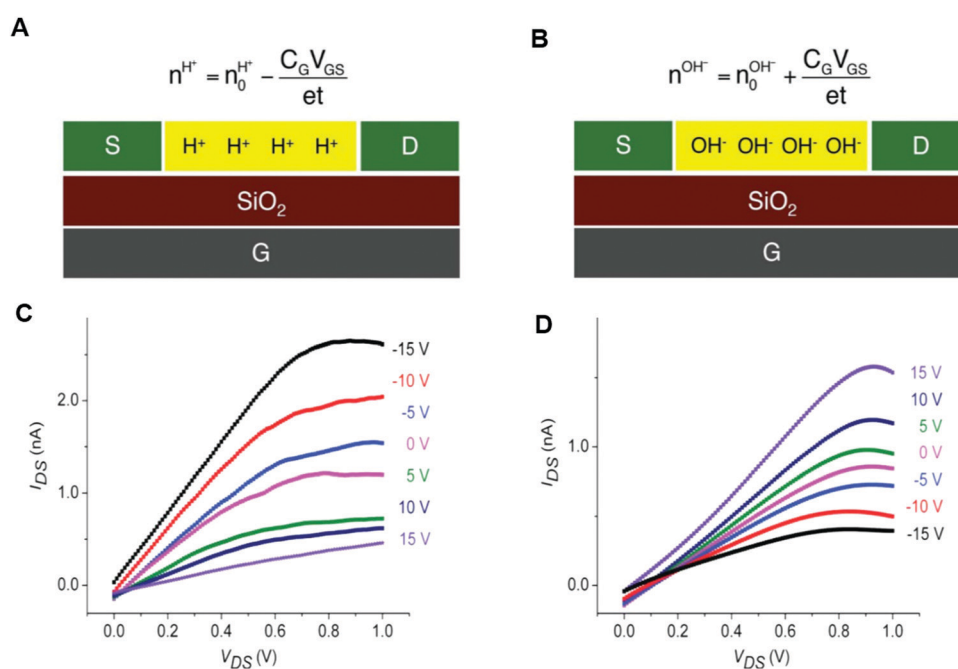 A
n^H⁺ = n₀^H⁺ − C_G V_GS / et
S H⁺ H⁺ H⁺ H⁺ D
SiO₂
G
B
n^OH⁻ = n₀^OH⁻ + C_G V_GS / et
S OH⁻ OH⁻ OH⁻ OH⁻ D
SiO₂
G
C
I_DS (nA)
2.0
1.0
0.0
-15 V
-10 V
-5 V
0 V
5 V
10 V
15 V
0.0 0.2 0.4 0.6 0.8 1.0
V_DS (V)
D
I_DS (nA)
1.0
0.0
15 V
10 V
5 V
0 V
-5 V
-10 V
-15 V
0.0 0.2 0.4 0.6 0.8 1.0
V_DS (V)